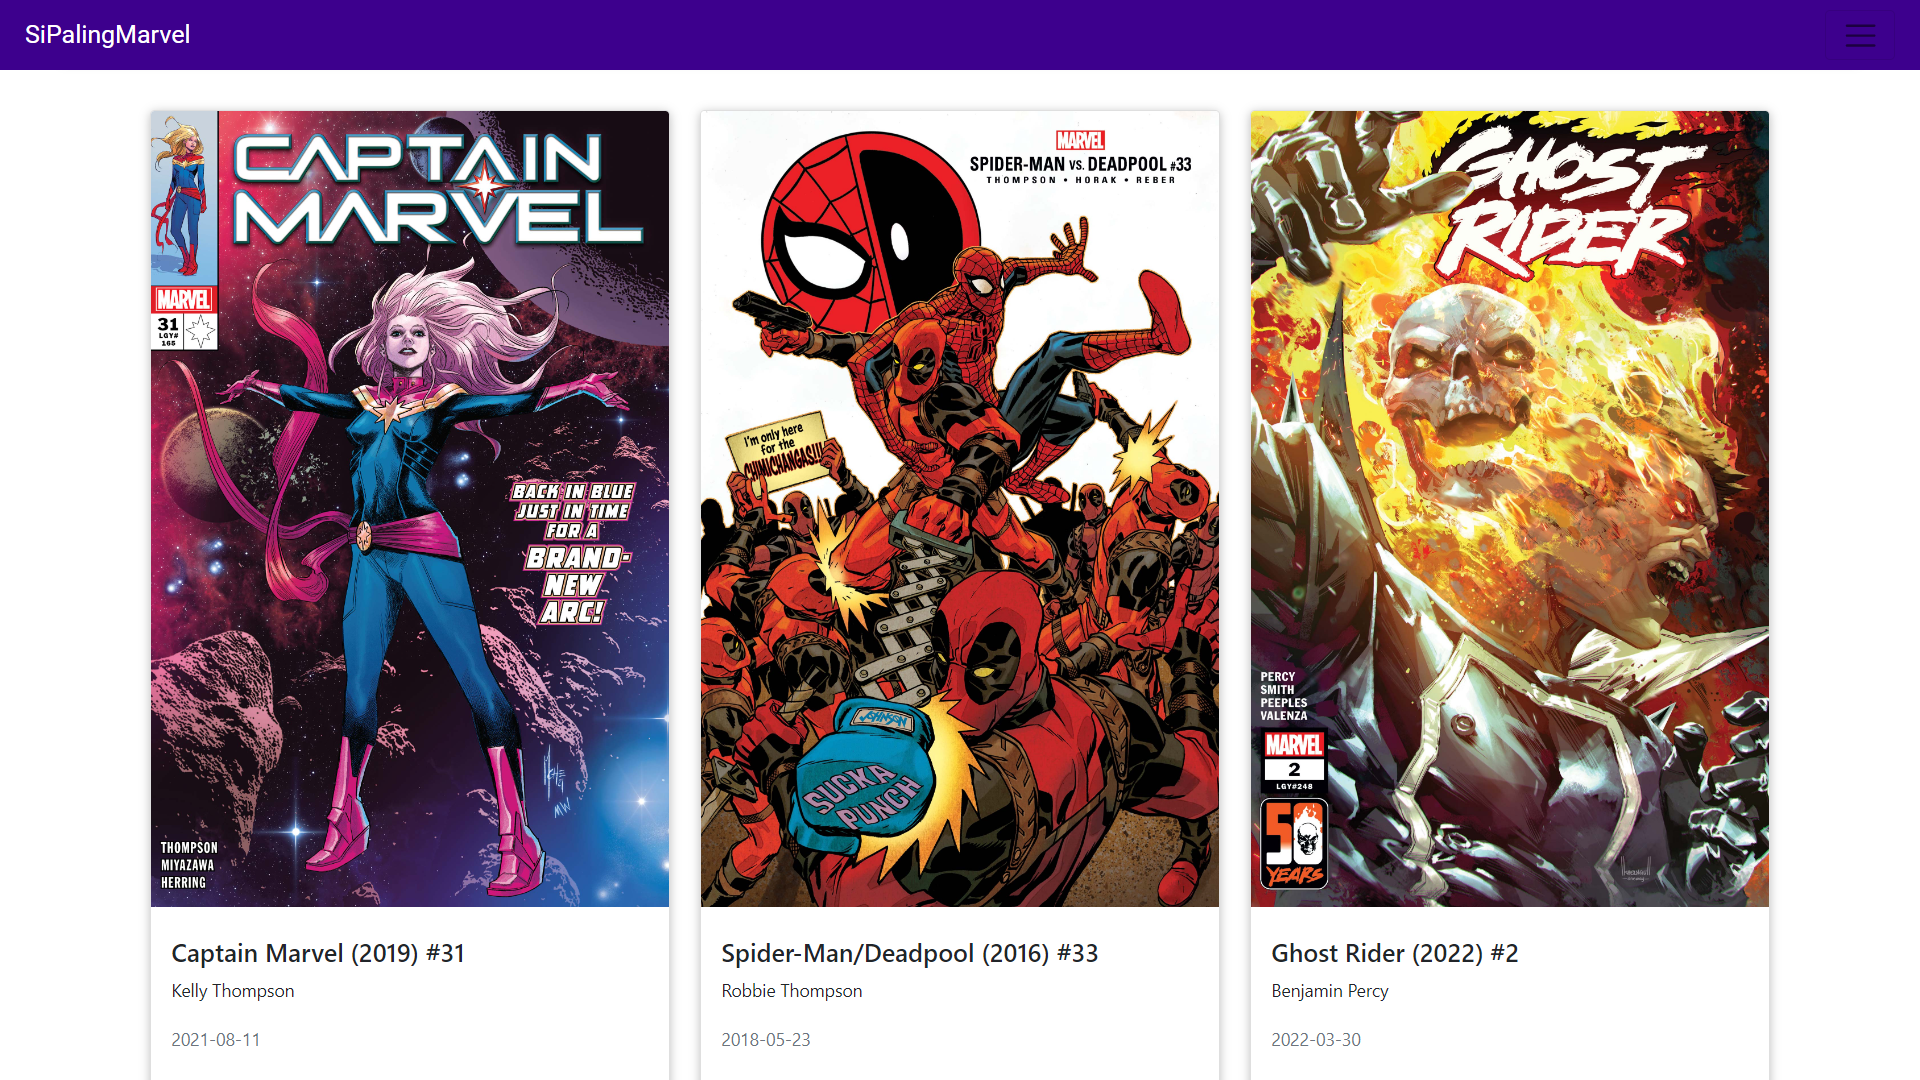 SiPalingMarvel
CAPTAIN
MARVEL
MARVEL
31
LGY#
165
BACK IN BLUE
JUST IN TIME
FOR A
BRAND-
NEW
ARC!
THOMPSON
MIYAZAWA
HERRING
Captain Marvel (2019) #31
Kelly Thompson
2021-08-11
MARVEL
SPIDER-MAN VS. DEADPOOL #33
THOMPSON • HORAK • REBER
I'm only here
for the
CHIMICHANGAS!!!
JOHNSON
SUCKA
PUNCH
Spider-Man/Deadpool (2016) #33
Robbie Thompson
2018-05-23
GHOST
RIDER
PERCY
SMITH
PEEPLES
VALENZA
MARVEL
2
LGY#248
50
YEARS
Ghost Rider (2022) #2
Benjamin Percy
2022-03-30